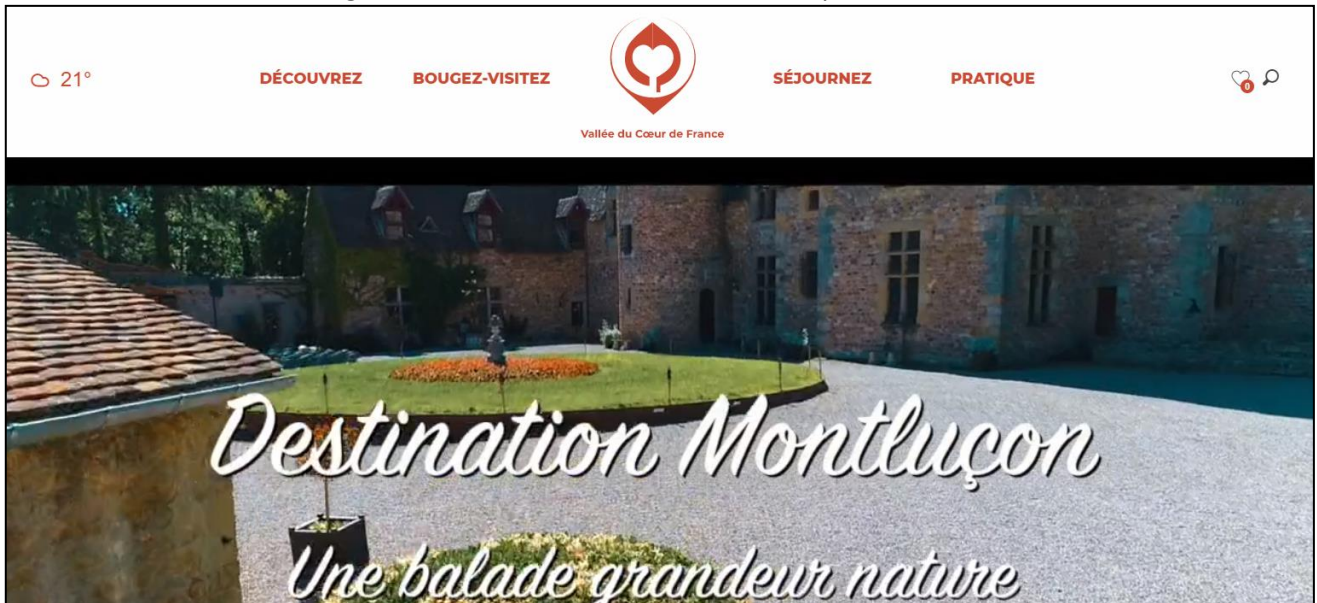 21°
DÉCOUVREZ
BOUGEZ-VISITEZ
SÉJOURNEZ
PRATIQUE
0
Vallée du Cœur de France
Destination Montluçon
Une balade grandeur nature